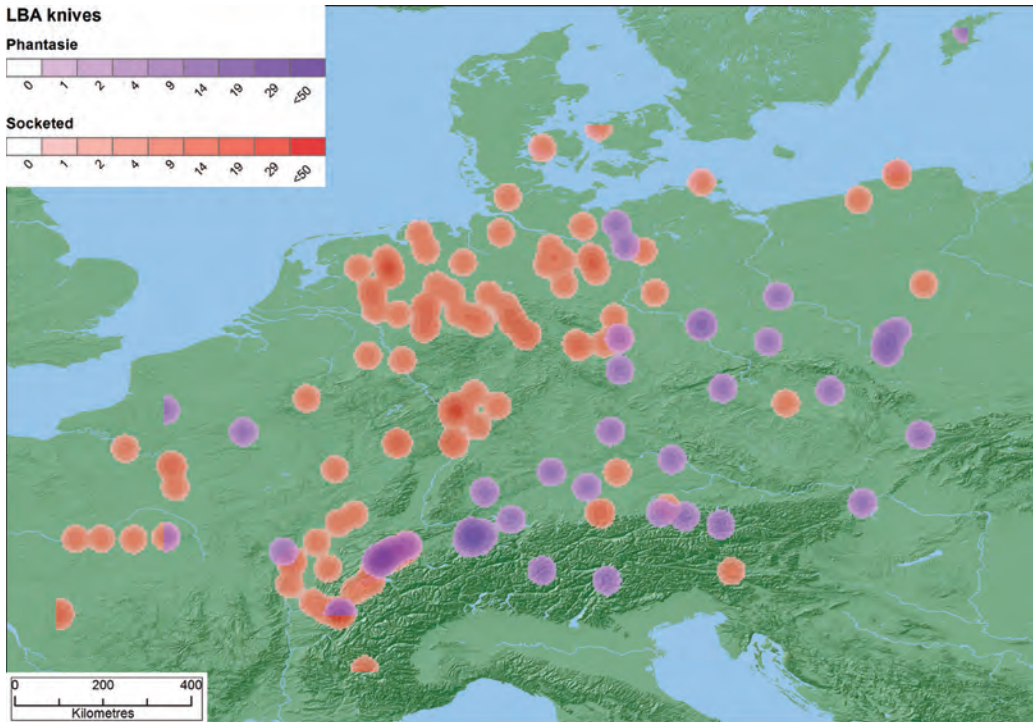 LBA knives
Phantasie
0 1 2 4 9 14 19 29 <50
Socketed
0 1 2 4 9 14 19 29 <50
0 200 400
Kilometres